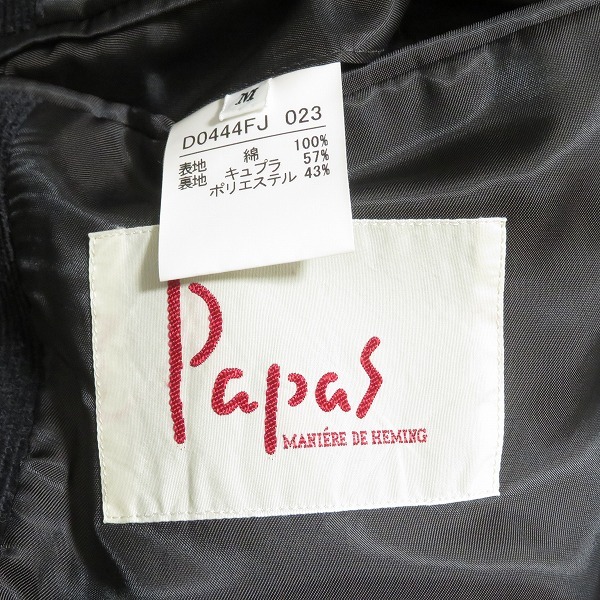 M
D0444FJ 023
表地 綿 100%
裏地 キュプラ 57%
ポリエステル 43%
Papas
MANIÉRE DE HEMING